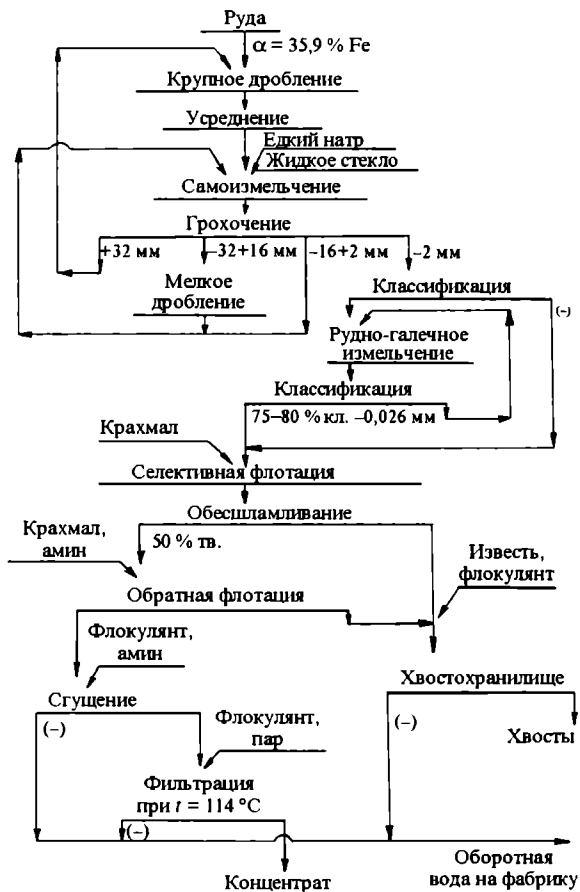 Руда
α = 35,9 % Fe
Крупное дробление
Усреднение
Едкий натр
Жидкое стекло
Самоизмельчение
Грохочение
+32 мм
–32+16 мм
–16+2 мм
–2 мм
Мелкое
дробление
Классификация
(–)
Рудно-галечное
измельчение
Классификация
75–80 % кл. –0,026 мм
Крахмал
Селективная флотация
Обесшламливание
Крахмал,
амин
50 % тв.
Известь,
флокулянт
Обратная флотация
Флокулянт,
амин
Сгущение
(–)
Флокулянт,
пар
Хвостохранилище
(–)
Хвосты
Фильтрация
при t = 114 °С
(–)
Концентрат
Оборотная
вода на фабрику